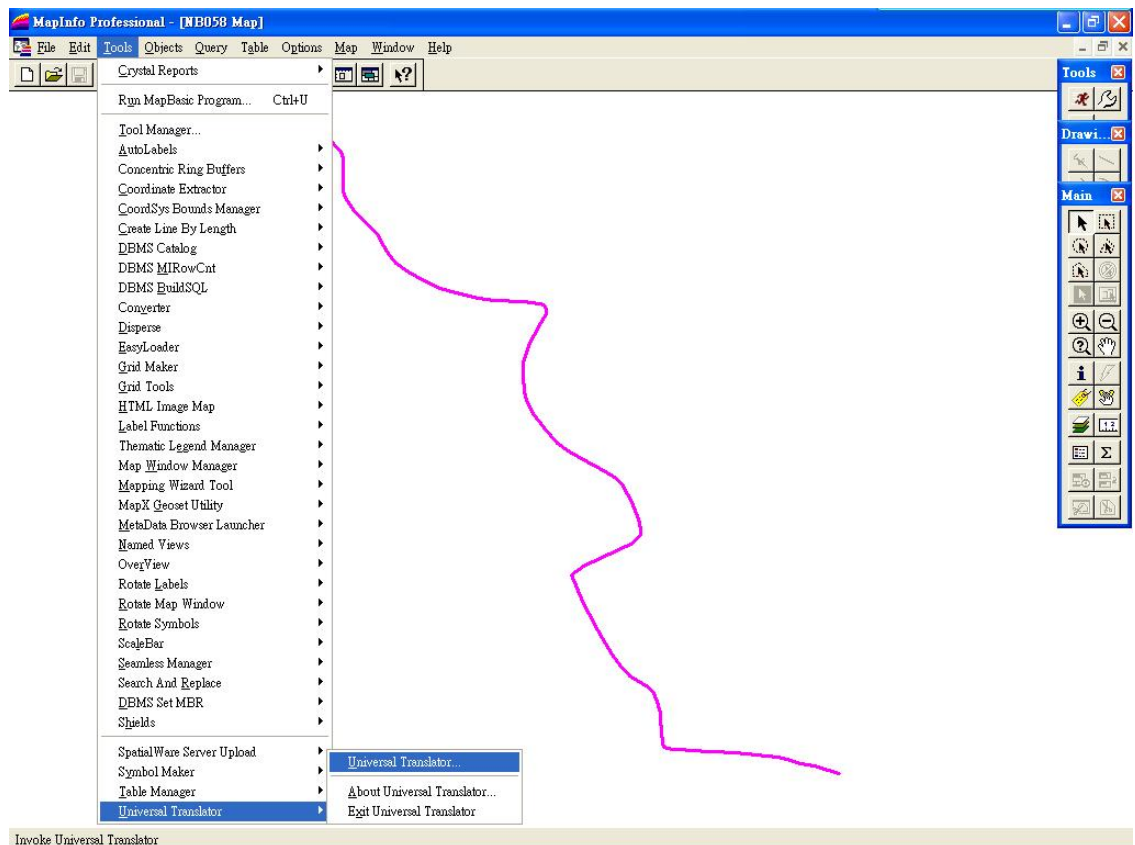 MapInfo Professional - [NB058 Map]
File Edit Tools Objects Query Table Options Map Window Help
Crystal Reports
Run MapBasic Program... Ctrl+U
Tool Manager...
AutoLabels
Concentric Ring Buffers
Coordinate Extractor
CoordSys Bounds Manager
Create Line By Length
DBMS Catalog
DBMS MIRowCnt
DBMS BuildSQL
Converter
Disperse
EasyLoader
Grid Maker
Grid Tools
HTML Image Map
Label Functions
Thematic Legend Manager
Map Window Manager
Mapping Wizard Tool
MapX Geoset Utility
MetaData Browser Launcher
Named Views
OverView
Rotate Labels
Rotate Map Window
Rotate Symbols
ScaleBar
Seamless Manager
Search And Replace
DBMS Set MBR
Shields
SpatialWare Server Upload
Symbol Maker
Table Manager
Universal Translator
Universal Translator...
About Universal Translator...
Exit Universal Translator
Tools
Drawi...
Main
Invoke Universal Translator